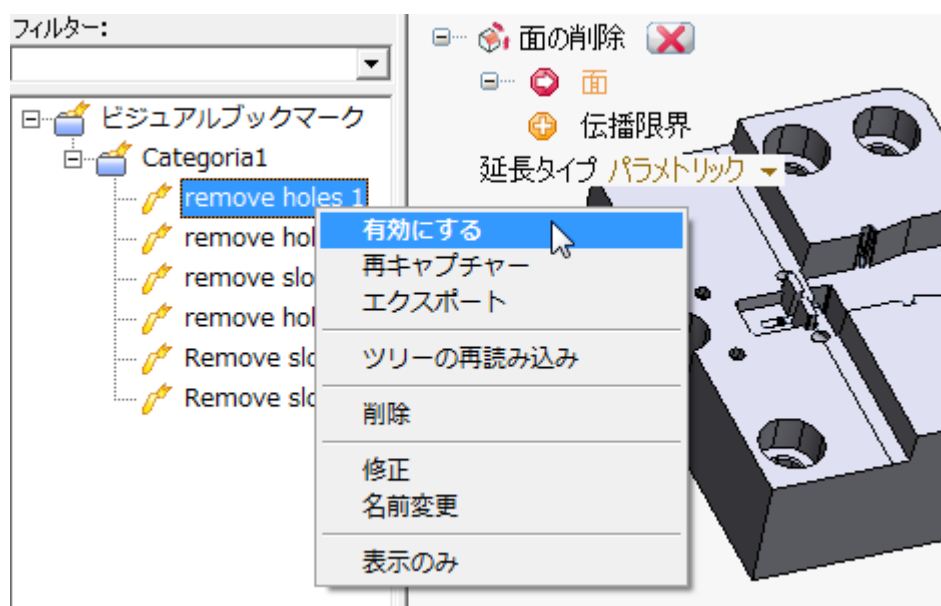 フィルター:
ビジュアルブックマーク
Categoria1
remove holes 1
remove hol
remove slo
remove hol
Remove slo
Remove slo
有効にする
再キャプチャー
エクスポート
ツリーの再読み込み
削除
修正
名前変更
表示のみ
面の削除
面
伝播限界
延長タイプ パラメトリック